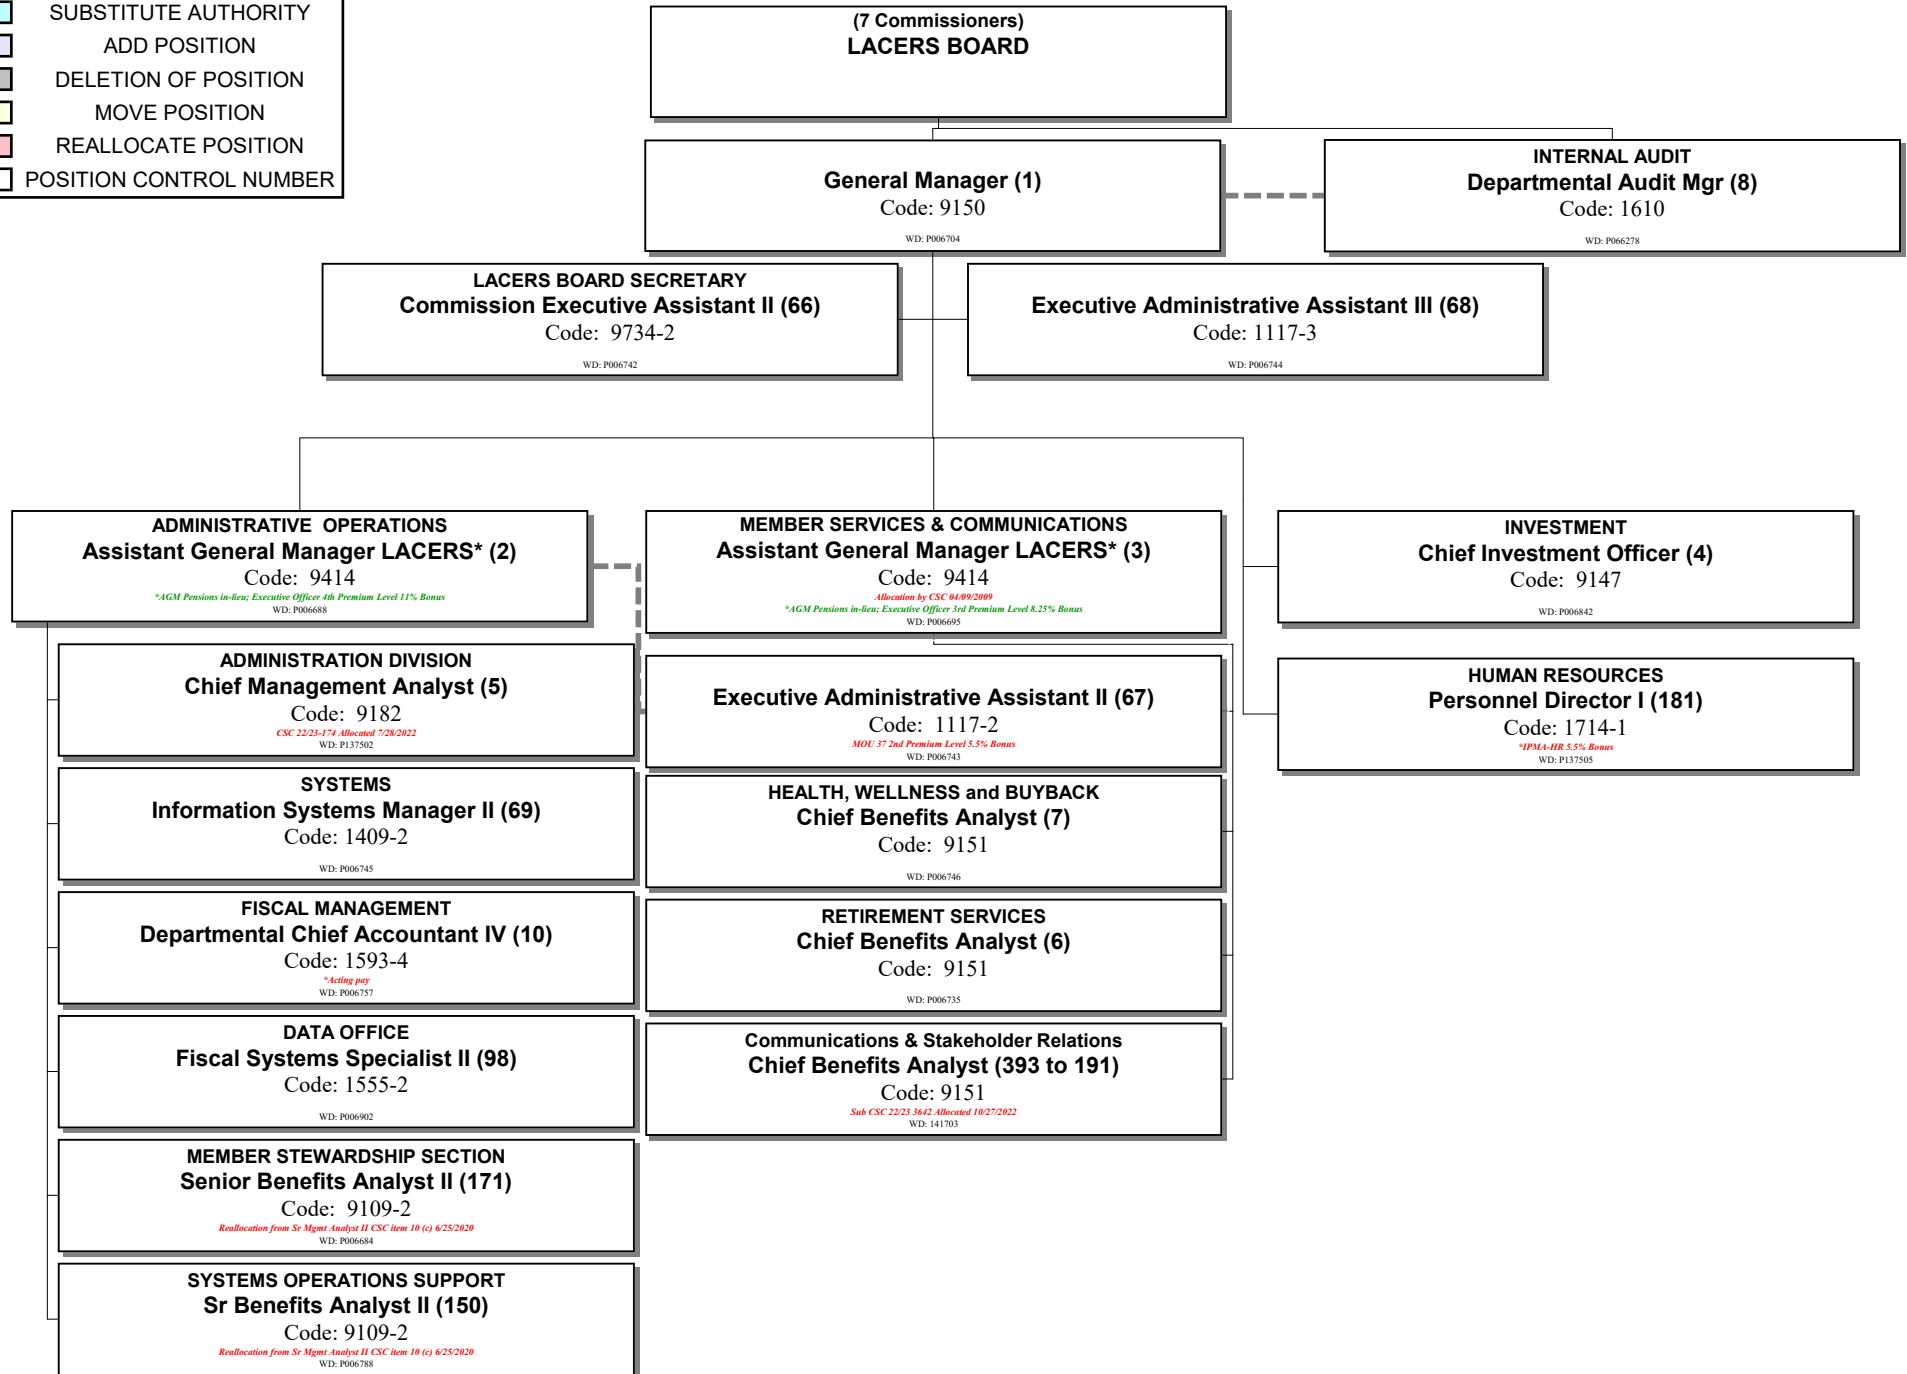 SUBSTITUTE AUTHORITY
ADD POSITION
DELETION OF POSITION
MOVE POSITION
REALLOCATE POSITION
POSITION CONTROL NUMBER
(7 Commissioners)
LACERS BOARD
General Manager (1)
Code: 9150
WD: P006704
INTERNAL AUDIT
Departmental Audit Mgr (8)
Code: 1610
WD: P066278
LACERS BOARD SECRETARY
Commission Executive Assistant II (66)
Code: 9734-2
WD: P006742
Executive Administrative Assistant III (68)
Code: 1117-3
WD: P006744
ADMINISTRATIVE OPERATIONS
Assistant General Manager LACERS* (2)
Code: 9414
*AGM Pensions in-lieu; Executive Officer 4th Premium Level 11% Bonus
WD: P006688
MEMBER SERVICES & COMMUNICATIONS
Assistant General Manager LACERS* (3)
Code: 9414
Allocation by CSC 04/09/2009
*AGM Pensions in-lieu; Executive Officer 3rd Premium Level 8.25% Bonus
WD: P006695
INVESTMENT
Chief Investment Officer (4)
Code: 9147
WD: P006842
ADMINISTRATION DIVISION
Chief Management Analyst (5)
Code: 9182
CSC 22/23-174 Allocated 7/28/2022
WD: P137502
Executive Administrative Assistant II (67)
Code: 1117-2
MOU 37 2nd Premium Level 5.5% Bonus
WD: P006743
HUMAN RESOURCES
Personnel Director I (181)
Code: 1714-1
*IPMA-HR 5.5% Bonus
WD: P137505
SYSTEMS
Information Systems Manager II (69)
Code: 1409-2
WD: P006745
HEALTH, WELLNESS and BUYBACK
Chief Benefits Analyst (7)
Code: 9151
WD: P006746
FISCAL MANAGEMENT
Departmental Chief Accountant IV (10)
Code: 1593-4
*Acting pay
WD: P006757
RETIREMENT SERVICES
Chief Benefits Analyst (6)
Code: 9151
WD: P006735
DATA OFFICE
Fiscal Systems Specialist II (98)
Code: 1555-2
WD: P006902
Communications & Stakeholder Relations
Chief Benefits Analyst (393 to 191)
Code: 9151
Sub CSC 22/23 3642 Allocated 10/27/2022
WD: 141703
MEMBER STEWARDSHIP SECTION
Senior Benefits Analyst II (171)
Code: 9109-2
Reallocation from Sr Mgmt Analyst II CSC item 10 (c) 6/25/2020
WD: P006684
SYSTEMS OPERATIONS SUPPORT
Sr Benefits Analyst II (150)
Code: 9109-2
Reallocation from Sr Mgmt Analyst II CSC item 10 (c) 6/25/2020
WD: P006788